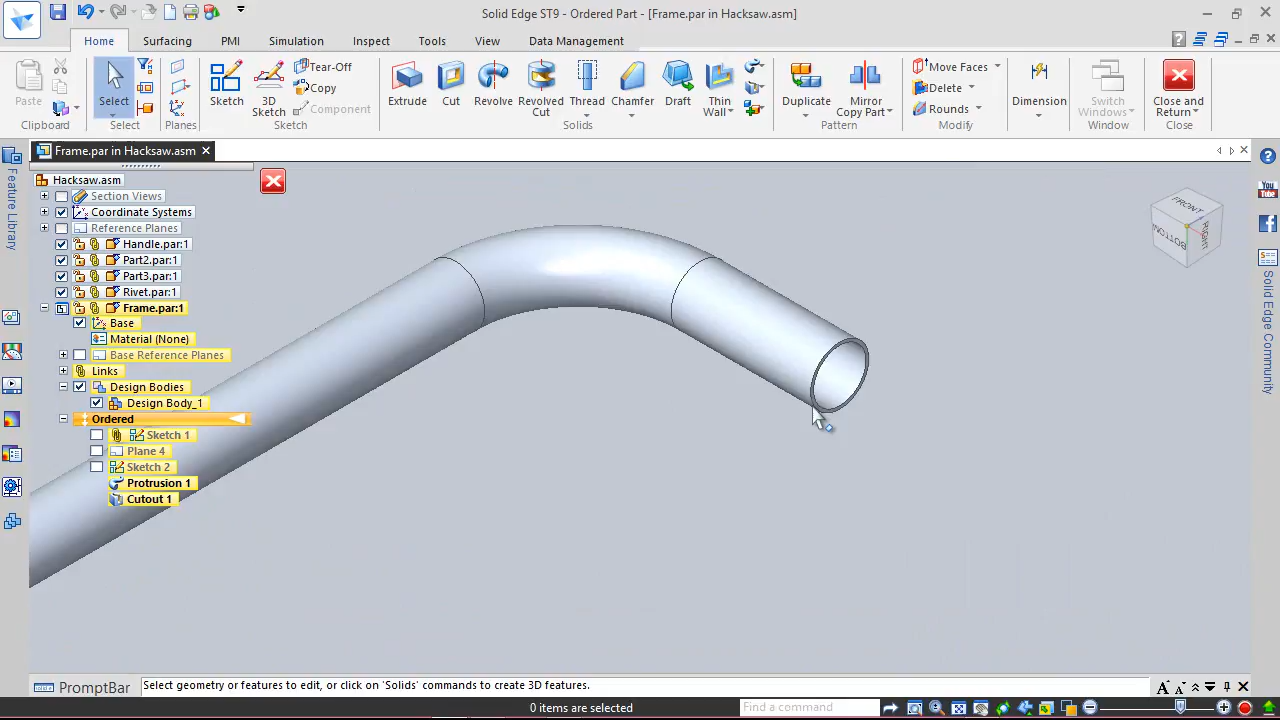 Solid Edge ST9 - Ordered Part - [Frame.par in Hacksaw.asm]
Home Surfacing PMI Simulation Inspect Tools View Data Management
Paste
Clipboard
Select
Select
Planes
Sketch
3D Sketch
Tear-Off
Copy
Component
Sketch
Extrude
Cut
Revolve
Revolved Cut
Thread
Chamfer
Draft
Thin Wall
Solids
Duplicate
Mirror Copy Part
Pattern
Move Faces
Delete
Rounds
Modify
Dimension
Switch Windows
Window
Close and Return
Close
Frame.par in Hacksaw.asm
Hacksaw.asm
Section Views
Coordinate Systems
Reference Planes
Handle.par:1
Part2.par:1
Part3.par:1
Rivet.par:1
Frame.par:1
Base
Material (None)
Base Reference Planes
Links
Design Bodies
Design Body_1
Ordered
Sketch 1
Plane 4
Sketch 2
Protrusion 1
Cutout 1
Feature Library
FRONT
BOTTOM
RIGHT
You Tube
Solid Edge Community
PromptBar
Select geometry or features to edit, or click on 'Solids' commands to create 3D features.
0 items are selected
Find a command